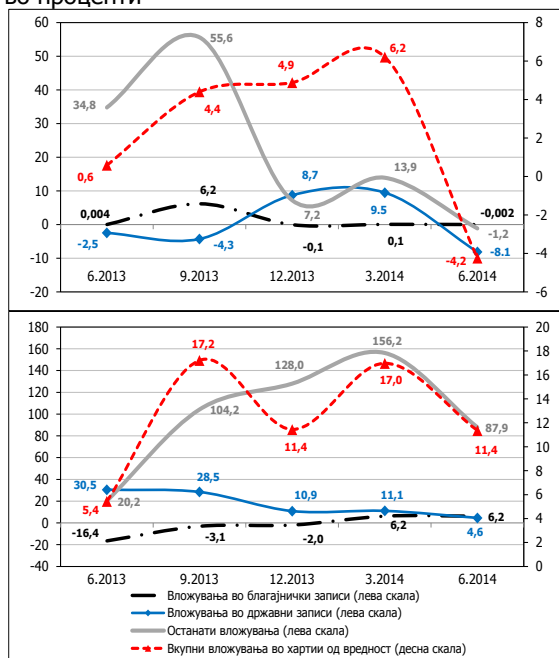 во проценти
60 8
50 6
40 4
30 2
20 0
10 -2
0 -4
-10 -6
-20
34,8 55,6 7,2 13,9 -1,2
0,6 4,4 4,9 6,2 -4,2
0,004 6,2 -0,1 0,1 -0,002
-2,5 -4,3 8,7 9.5 -8.1
6.2013 9.2013 12.2013 3.2014 6.2014
180 20
160 18
140 16
120 14
100 12
80 10
60 8
40 6
20 4
0 2
-20 0
-40
17,2 128,0 156,2
104,2 11,4 17,0 87,9
11.4
30,5 28,5 10,9 11,1 6,2
5,4 20,2
-16,4 -3,1 -2,0 6,2 4,6
6.2013 9.2013 12.2013 3.2014 6.2014
Вложувања во благајнички записи (лева скала)
Вложувања во државни записи (лева скала)
Останати вложувања (лева скала)
Вкупни вложувања во хартии од вредност (десна скала)